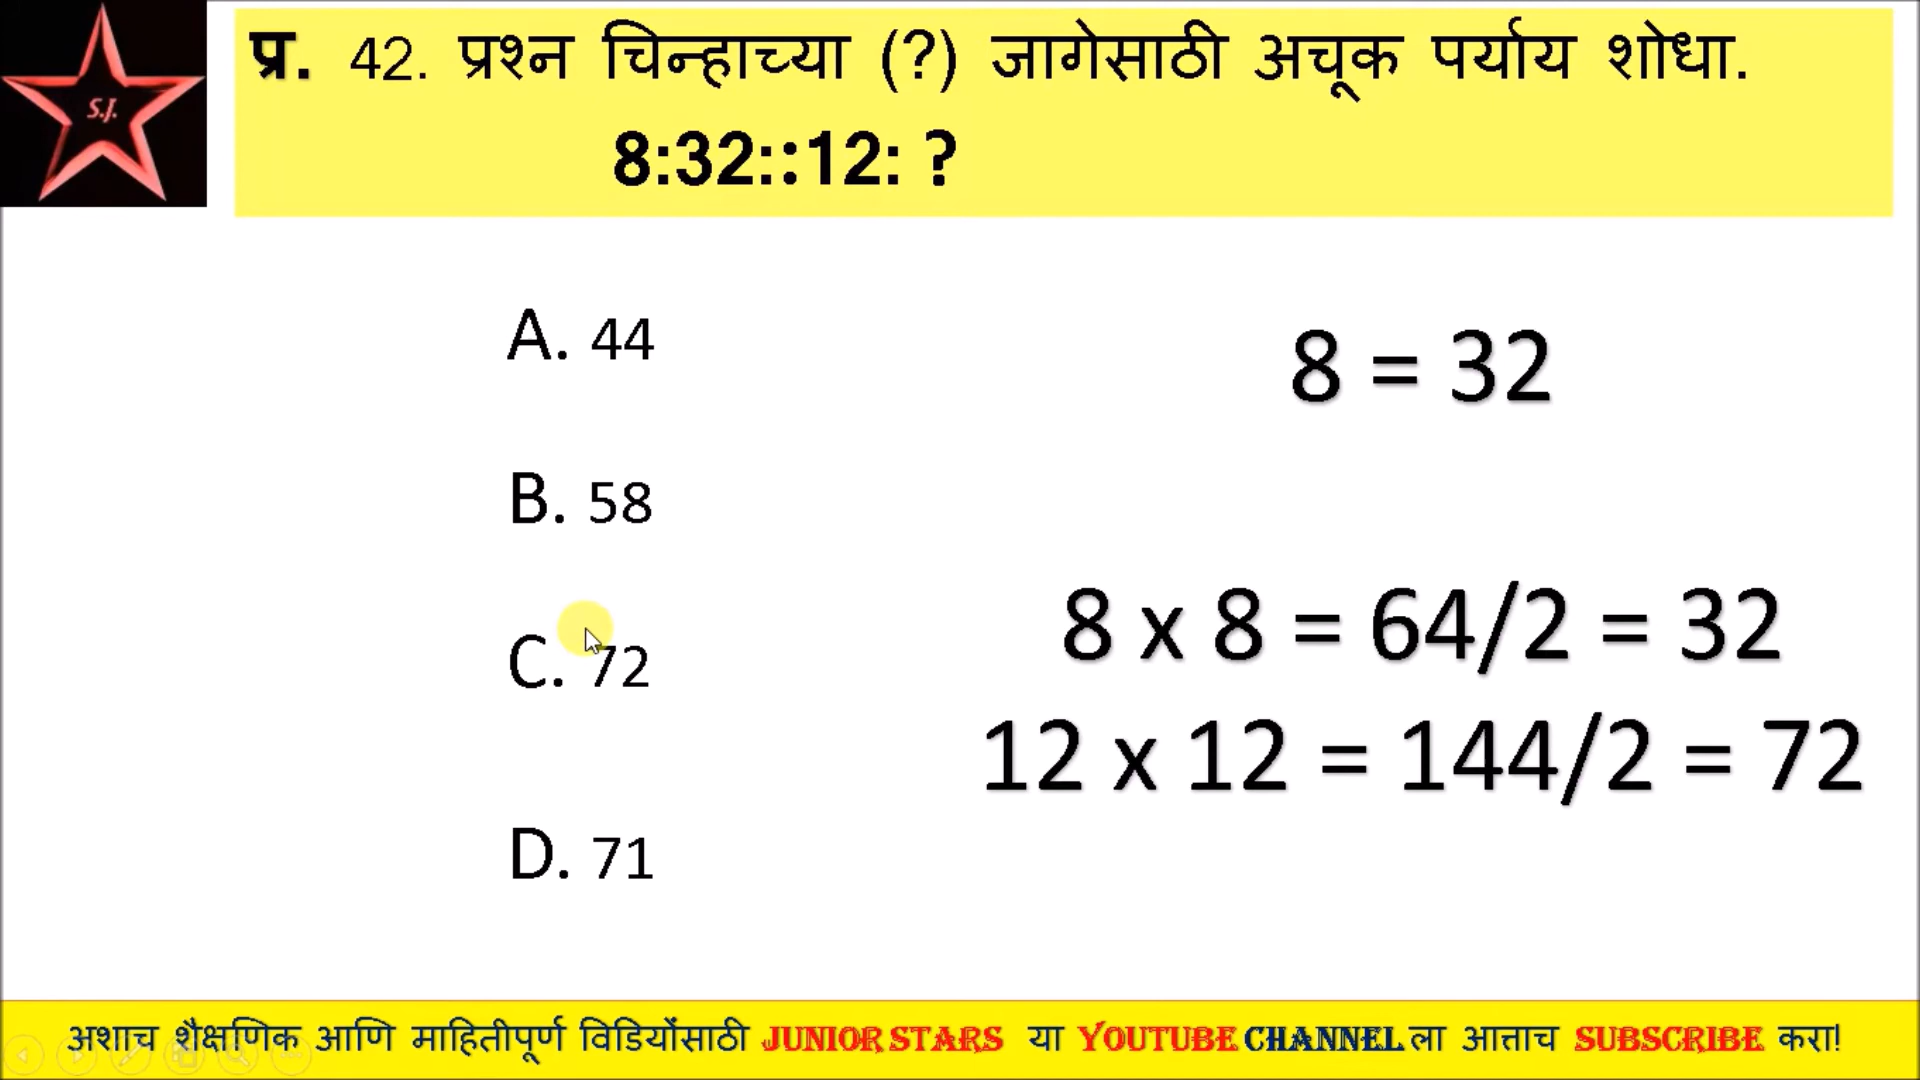 S.J.
प्र. 42. प्रश्न चिन्हाच्या (?) जागेसाठी अचूक पर्याय शोधा.
8:32::12: ?
A. 44
B. 58
C. 72
D. 71
8 = 32
8 x 8 = 64/2 = 32
12 x 12 = 144/2 = 72
अशाच शैक्षणिक आणि माहितीपूर्ण विडियोंसाठी JUNIOR STARS या YOUTUBE CHANNEL ला आत्ताच SUBSCRIBE करा!